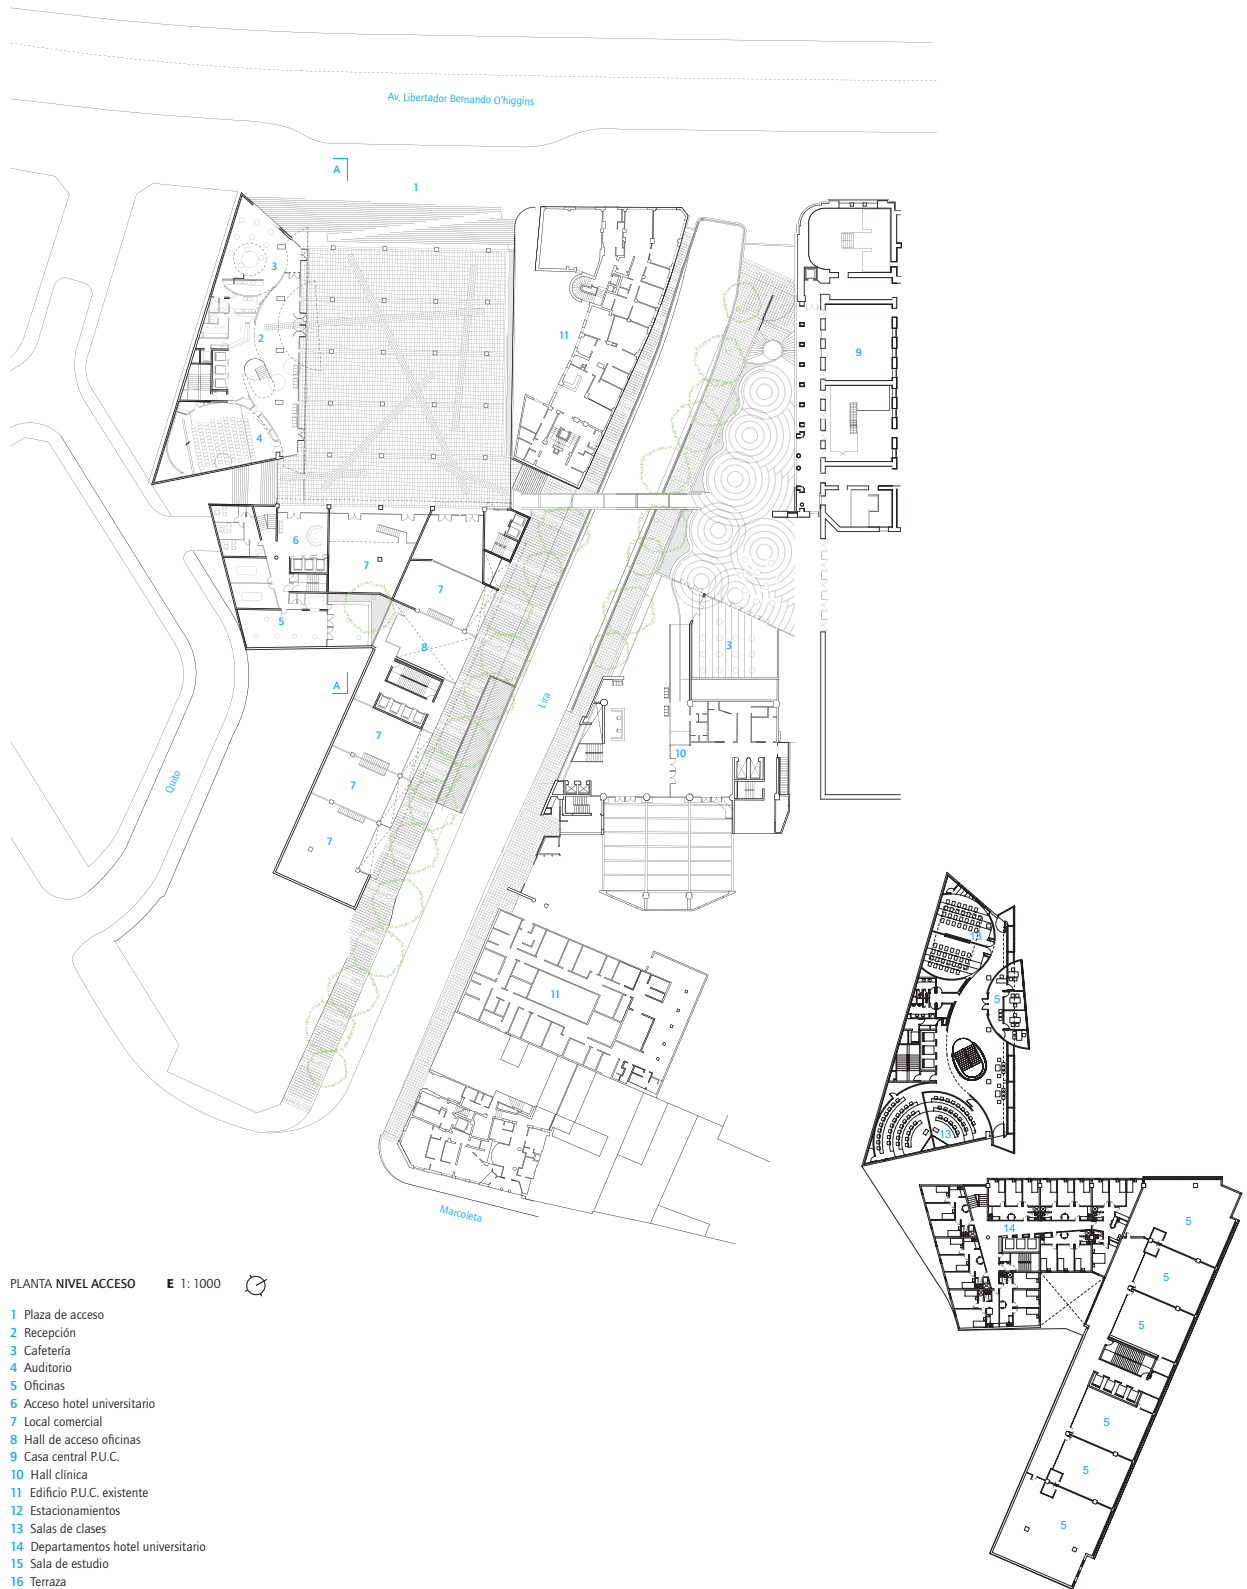 Av. Libertador Bernando O'higgins
A
1
3
2
11
9
4
6
7
7
5
8
3
A
Lira
7
10
Quito
7
7
11
13
5
13
Marcoleta
14
5
5
5
5
5
5
PLANTA NIVEL ACCESO E 1: 1000
1 Plaza de acceso
2 Recepción
3 Cafetería
4 Auditorio
5 Oficinas
6 Acceso hotel universitario
7 Local comercial
8 Hall de acceso oficinas
9 Casa central P.U.C.
10 Hall clínica
11 Edificio P.U.C. existente
12 Estacionamientos
13 Salas de clases
14 Departamentos hotel universitario
15 Sala de estudio
16 Terraza